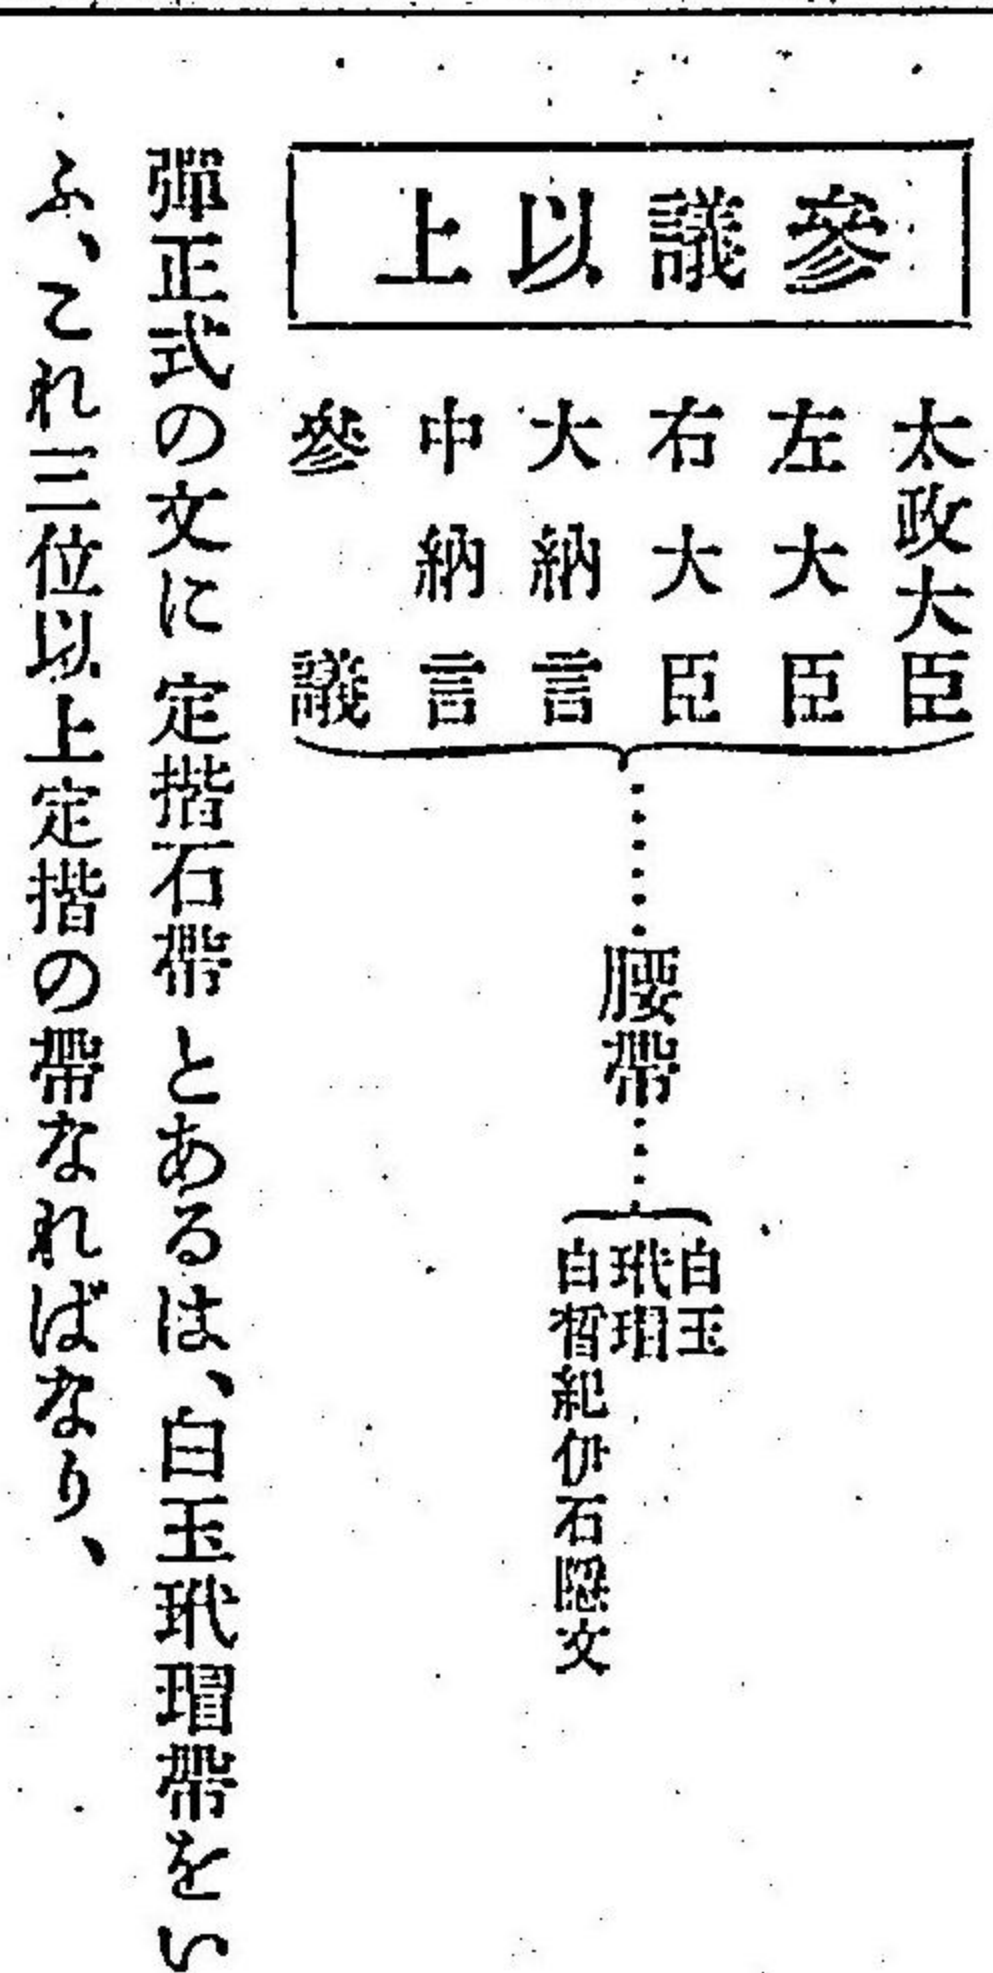 參議以上
太政大臣
左大臣
右大臣
大納言
中納言
參議
腰帶
白玉
玳瑁
白晳紀伊石隱文
彈正式の文に定揩石帶とあるは、白玉玳瑁帶をい
ふ、これ三位以上定揩の帶なればなり、